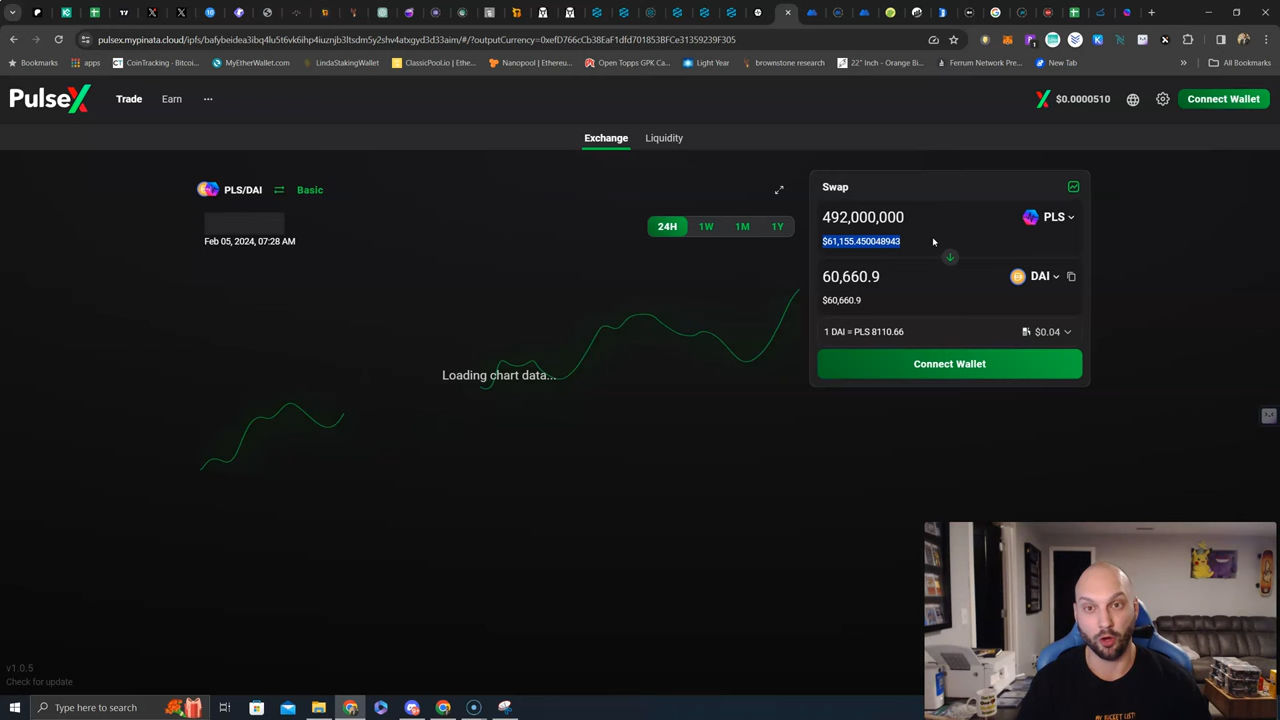 pulsex.mypinata.cloud/ipfs/bafybeidea3ibq4lu5t6vk6ihp4iuznjb3ltsdm5y2shv4atxgyd3d33aim/#/?outputCurrency=0xefD766cCb38EaF1dfd701853BFCe31359239F305
Bookmarks apps CoinTracking - Bitcoi... MyEtherWallet.com LindaStakingWallet ClassicPool.io | Ethe... Nanopool | Ethereu... Open Topps GPK Ca... Light Year brownstone research 22" Inch - Orange Bi... Ferrum Network Pre... New Tab » All Bookmarks
PulseX Trade Earn ... $0.0000510 Connect Wallet
Exchange Liquidity
PLS/DAI Basic
24H 1W 1M 1Y
Feb 05, 2024, 07:28 AM
Loading chart data...
Swap
492,000,000 PLS
$61,155.450048943
60,660.9 DAI
$60,660.9
1 DAI = PLS 8110.66 $0.04
Connect Wallet
v1.0.5
Check for update
Type here to search
MY BUCKET LIST: